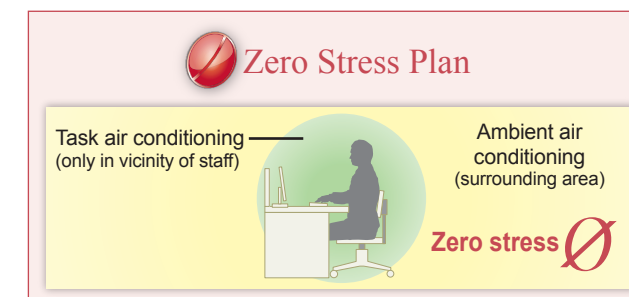 Zero Stress Plan
Task air conditioning
(only in vicinity of staff)
Ambient air
conditioning
(surrounding area)
Zero stress Ø